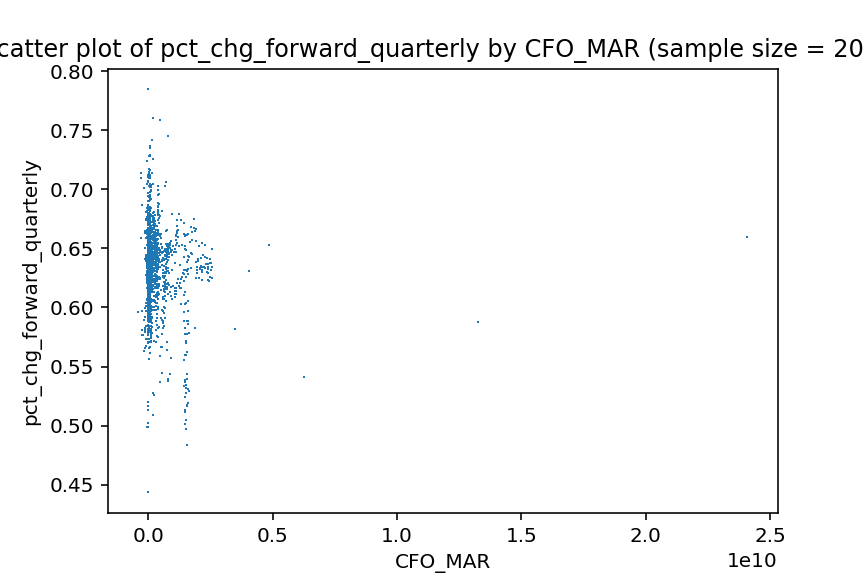 catter plot of pct_chg_forward_quarterly by CFO_MAR (sample size = 20
0.80
0.75
0.70
0.65
0.60
0.55
0.50
0.45
pct_chg_forward_quarterly
0.0 0.5 1.0 1.5 2.0 2.5
CFO_MAR
1e10